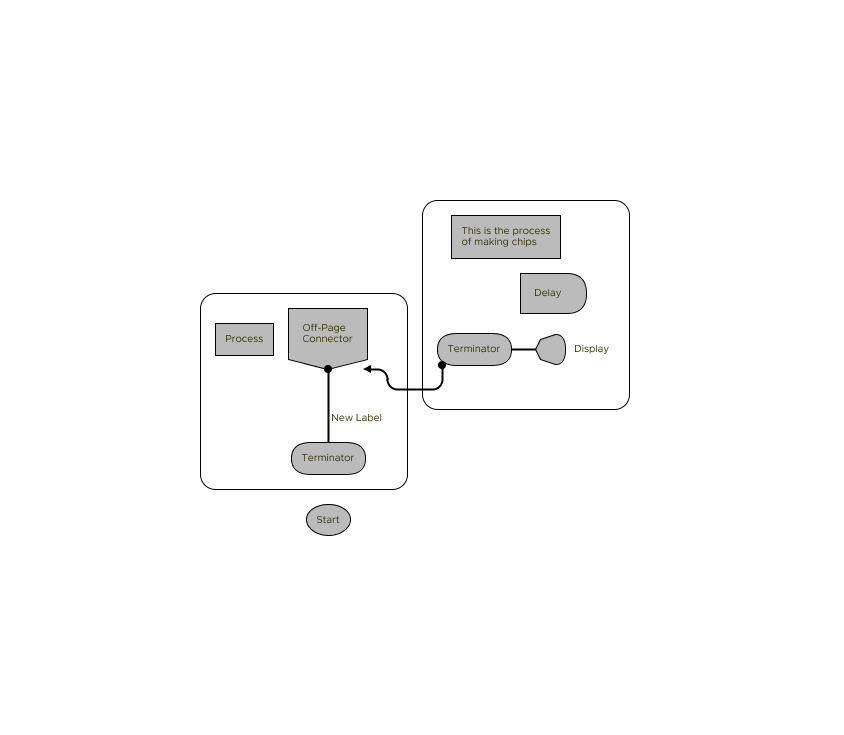 This is the process
of making chips
Delay
Terminator
Display
Process
Off-Page
Connector
New Label
Terminator
Start